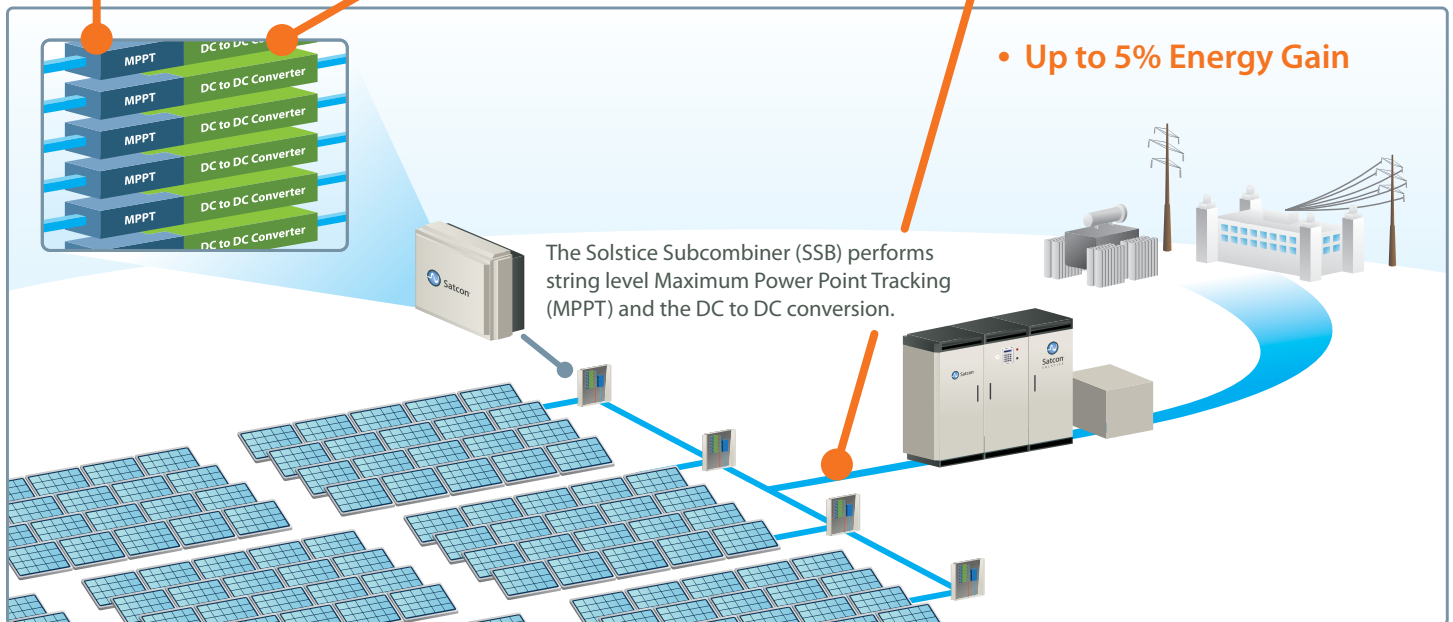 DC to DC Co
MPPT
DC to DC Converter
MPPT
DC to DC Converter
MPPT
DC to DC Converter
MPPT
DC to DC Converter
MPPT
DC to DC Converter
• Up to 5% Energy Gain
Satcon
The Solstice Subcombiner (SSB) performs
string level Maximum Power Point Tracking
(MPPT) and the DC to DC conversion.
Satcon
Satcon
SOLSTICE